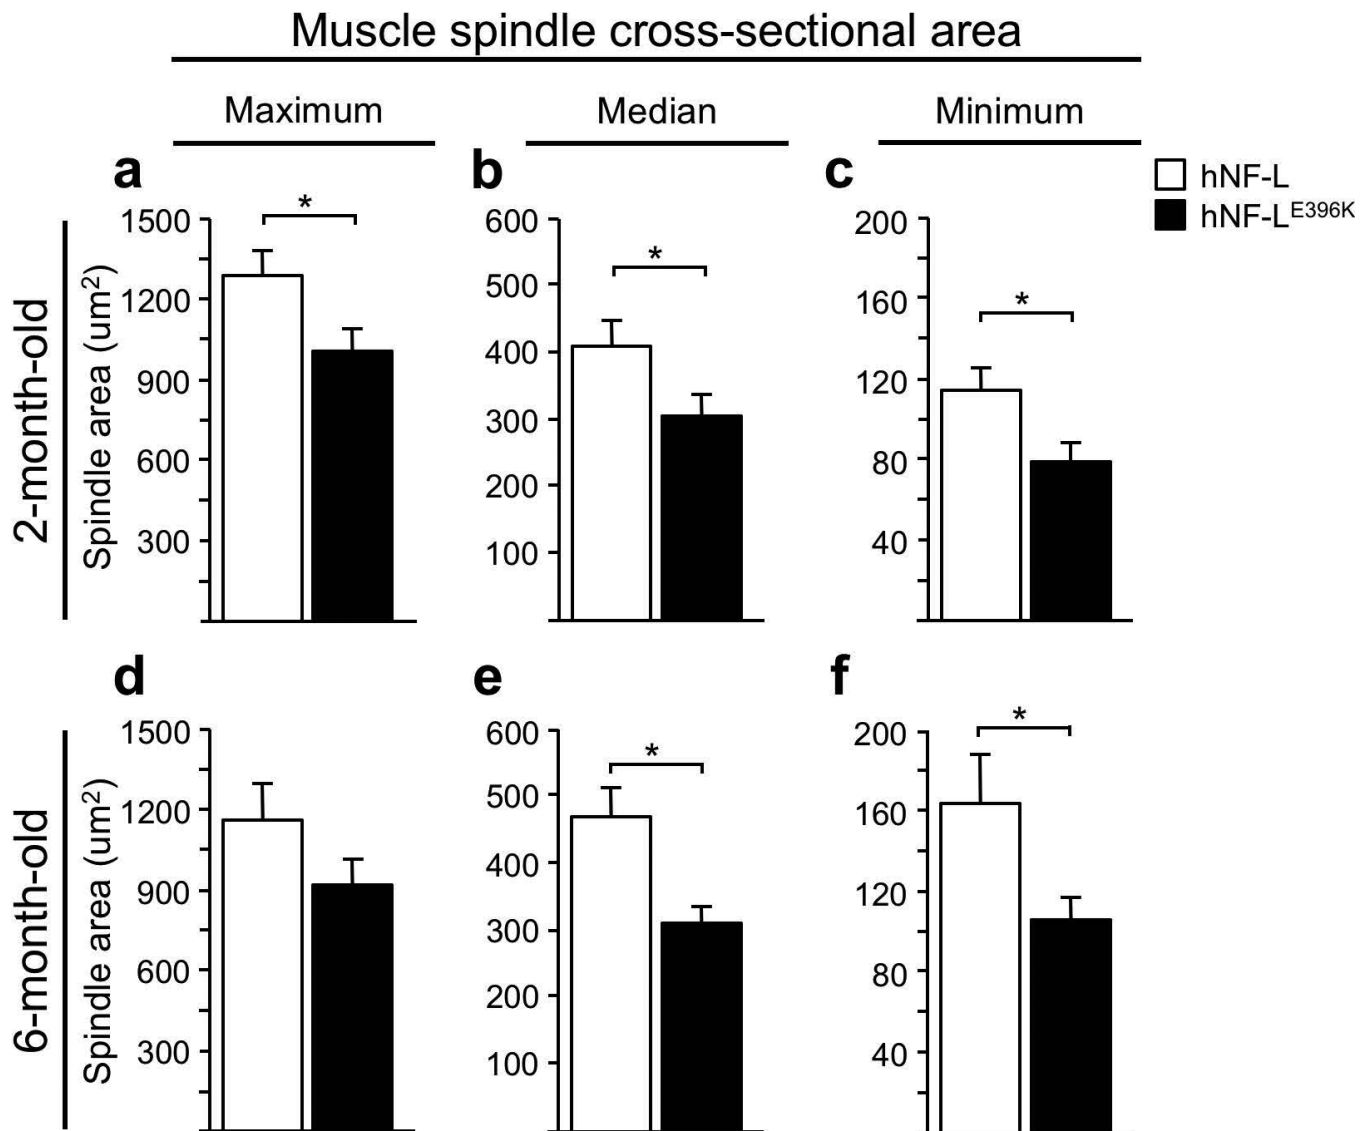 Muscle spindle cross-sectional area
Maximum
Median
Minimum
hNF-L
hNF-L^E396K
2-month-old
a
*
Spindle area (um²)
1500
1200
900
600
300
b
*
600
500
400
300
200
100
c
*
200
160
120
80
40
6-month-old
d
Spindle area (um²)
1500
1200
900
600
300
e
*
600
500
400
300
200
100
f
*
200
160
120
80
40